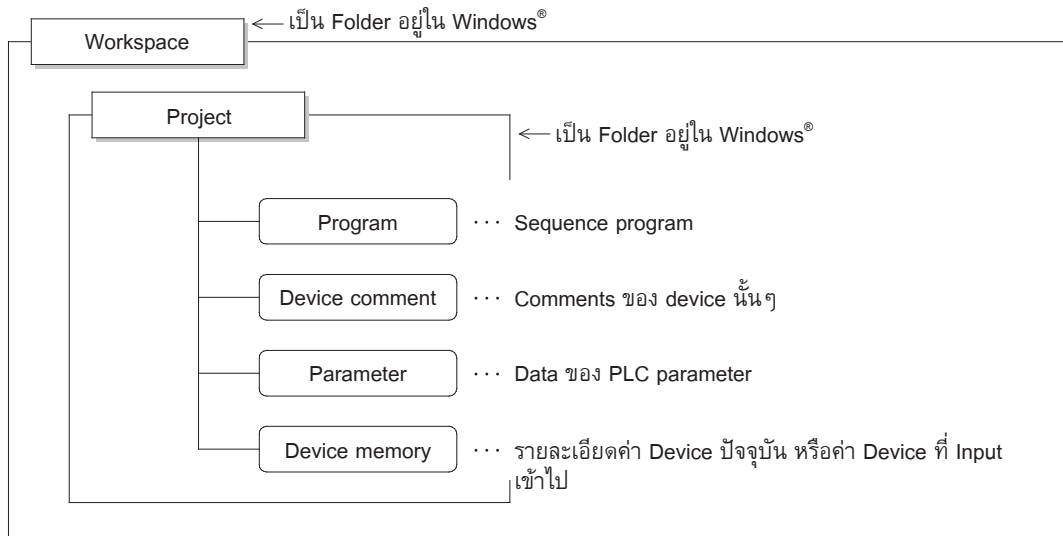 เป็น Folder อยู่ใน Windows®
Workspace
Project
เป็น Folder อยู่ใน Windows®
Program ··· Sequence program
Device comment ··· Comments ของ device นั้นๆ
Parameter ··· Data ของ PLC parameter
Device memory ··· รายละเอียดค่า Device ปัจจุบัน หรือค่า Device ที่ Input
เข้าไป